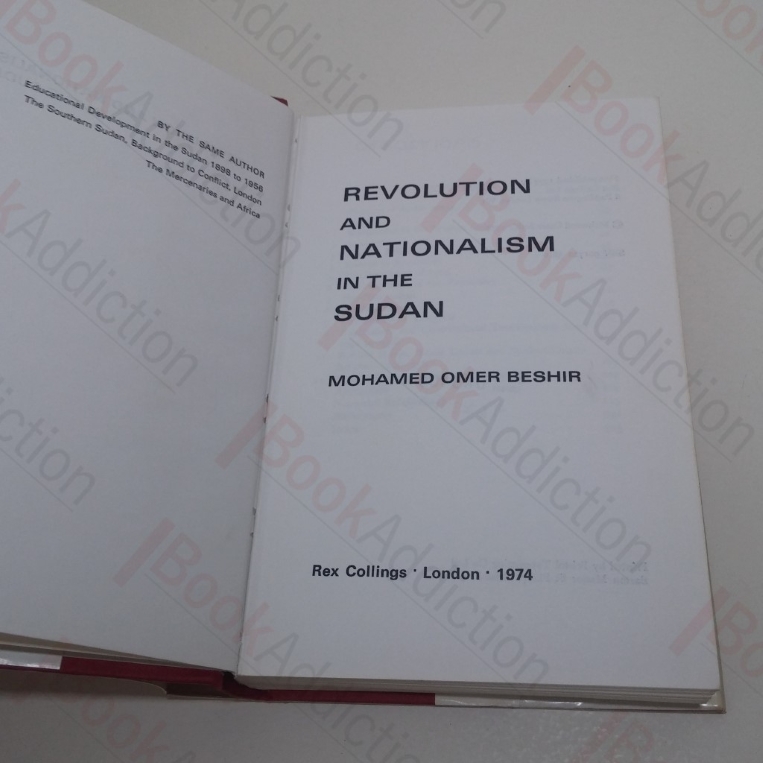 BY THE SAME AUTHOR
Educational Development in the Sudan 1898 to 1956
The Southern Sudan, Background to Conflict, London
The Mercenaries and Africa
REVOLUTION
AND
NATIONALISM
IN THE
SUDAN
MOHAMED OMER BESHIR
Rex Collings · London · 1974
BookAddiction